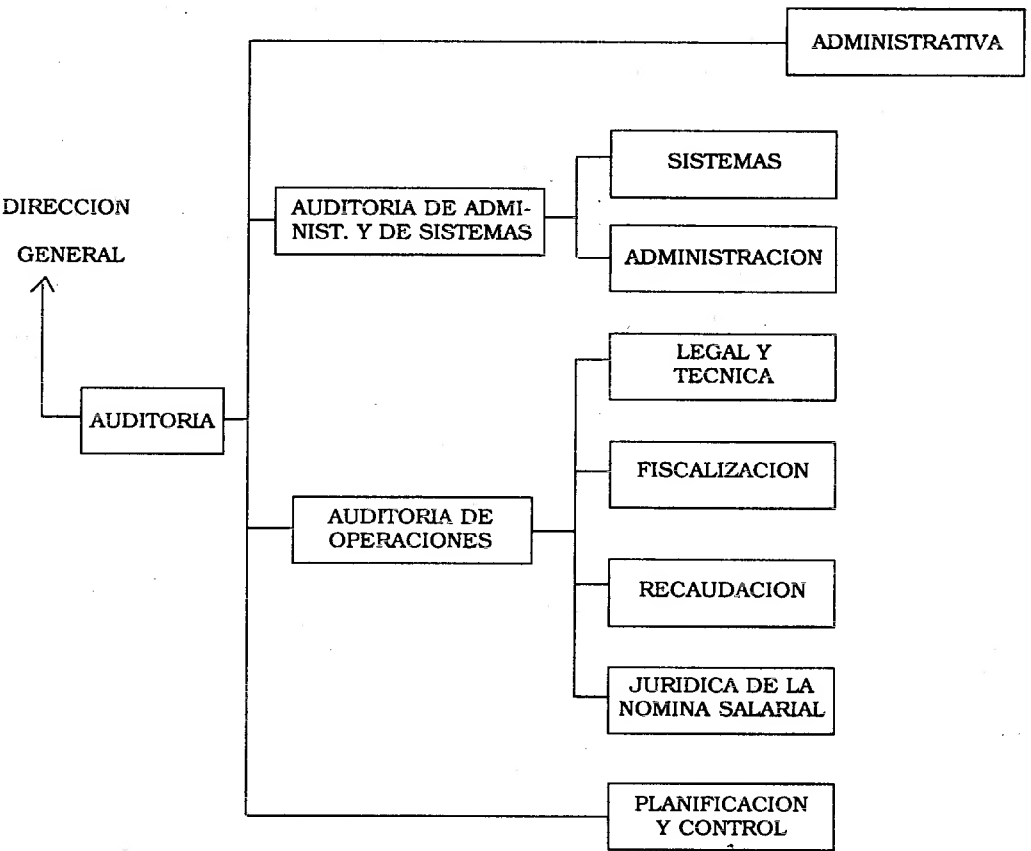 ADMINISTRATIVA
SISTEMAS
DIRECCION
GENERAL
AUDITORIA DE ADMI-
NIST. Y DE SISTEMAS
ADMINISTRACION
LEGAL Y
TECNICA
AUDITORIA
FISCALIZACION
AUDITORIA DE
OPERACIONES
RECAUDACION
JURIDICA DE LA
NOMINA SALARIAL
PLANIFICACION
Y CONTROL